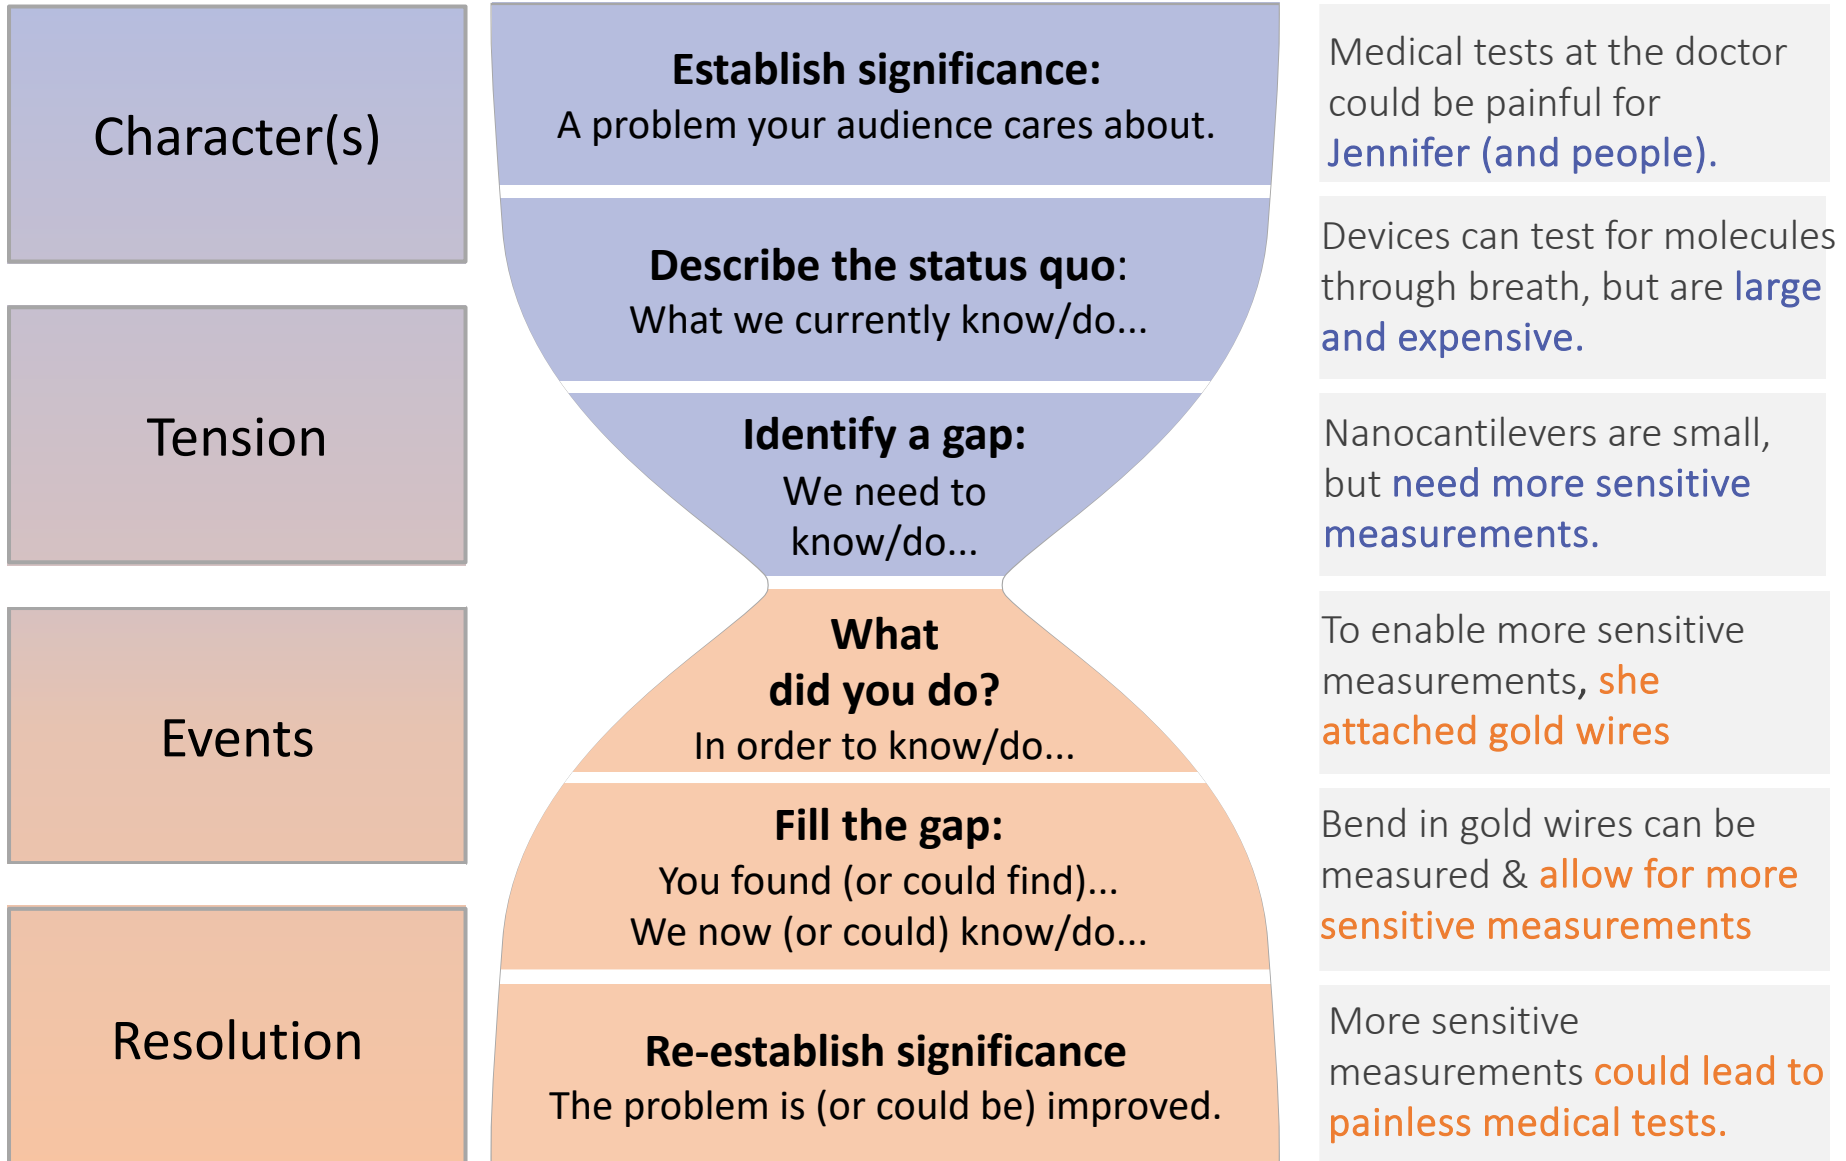 Character(s)
Tension
Events
Resolution
Establish significance:
A problem your audience cares about.
Describe the status quo:
What we currently know/do...
Identify a gap:
We need to
know/do...
What
did you do?
In order to know/do...
Fill the gap:
You found (or could find)...
We now (or could) know/do...
Re-establish significance
The problem is (or could be) improved.
Medical tests at the doctor
could be painful for
Jennifer (and people).
Devices can test for molecules
through breath, but are large
and expensive.
Nanocantilevers are small,
but need more sensitive
measurements.
To enable more sensitive
measurements, she
attached gold wires
Bend in gold wires can be
measured & allow for more
sensitive measurements
More sensitive
measurements could lead to
painless medical tests.